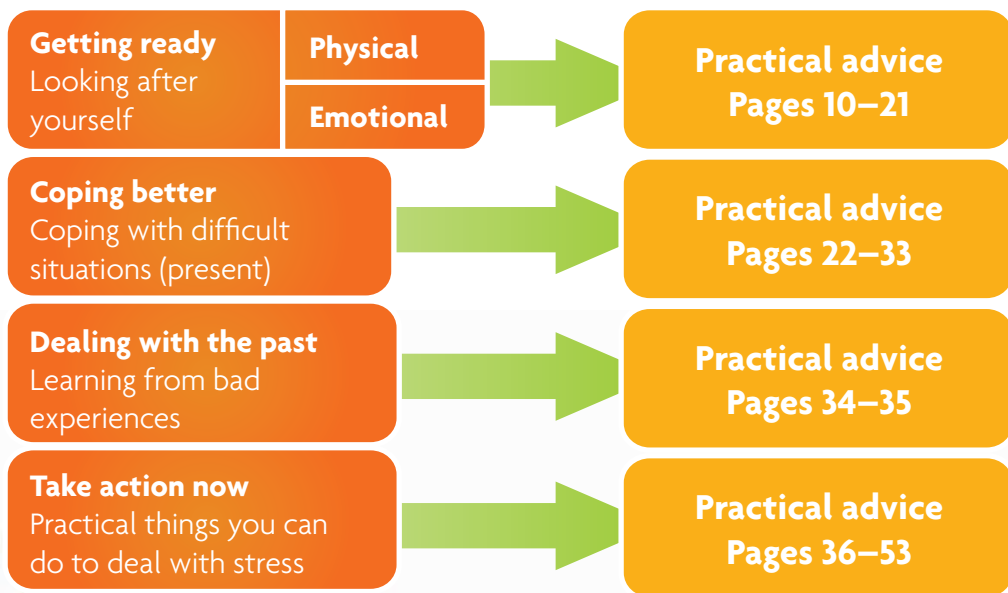 Getting ready
Looking after
yourself
Physical
Emotional
Practical advice
Pages 10–21
Coping better
Coping with difficult
situations (present)
Practical advice
Pages 22–33
Dealing with the past
Learning from bad
experiences
Practical advice
Pages 34–35
Take action now
Practical things you can
do to deal with stress
Practical advice
Pages 36–53